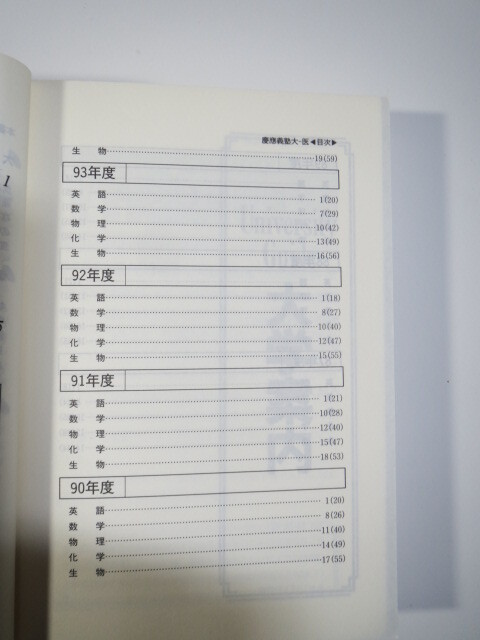 慶應義塾大-医◀目次▶
生物……19(59)
93年度
英語……1(20)
数学……7(29)
物理……10(42)
化学……13(49)
生物……16(56)
92年度
英語……1(18)
数学……8(27)
物理……10(40)
化学……12(47)
生物……15(55)
91年度
英語……1(21)
数学……10(28)
物理……12(40)
化学……15(47)
生物……18(53)
90年度
英語……1(20)
数学……8(26)
物理……11(40)
化学……14(49)
生物……17(55)